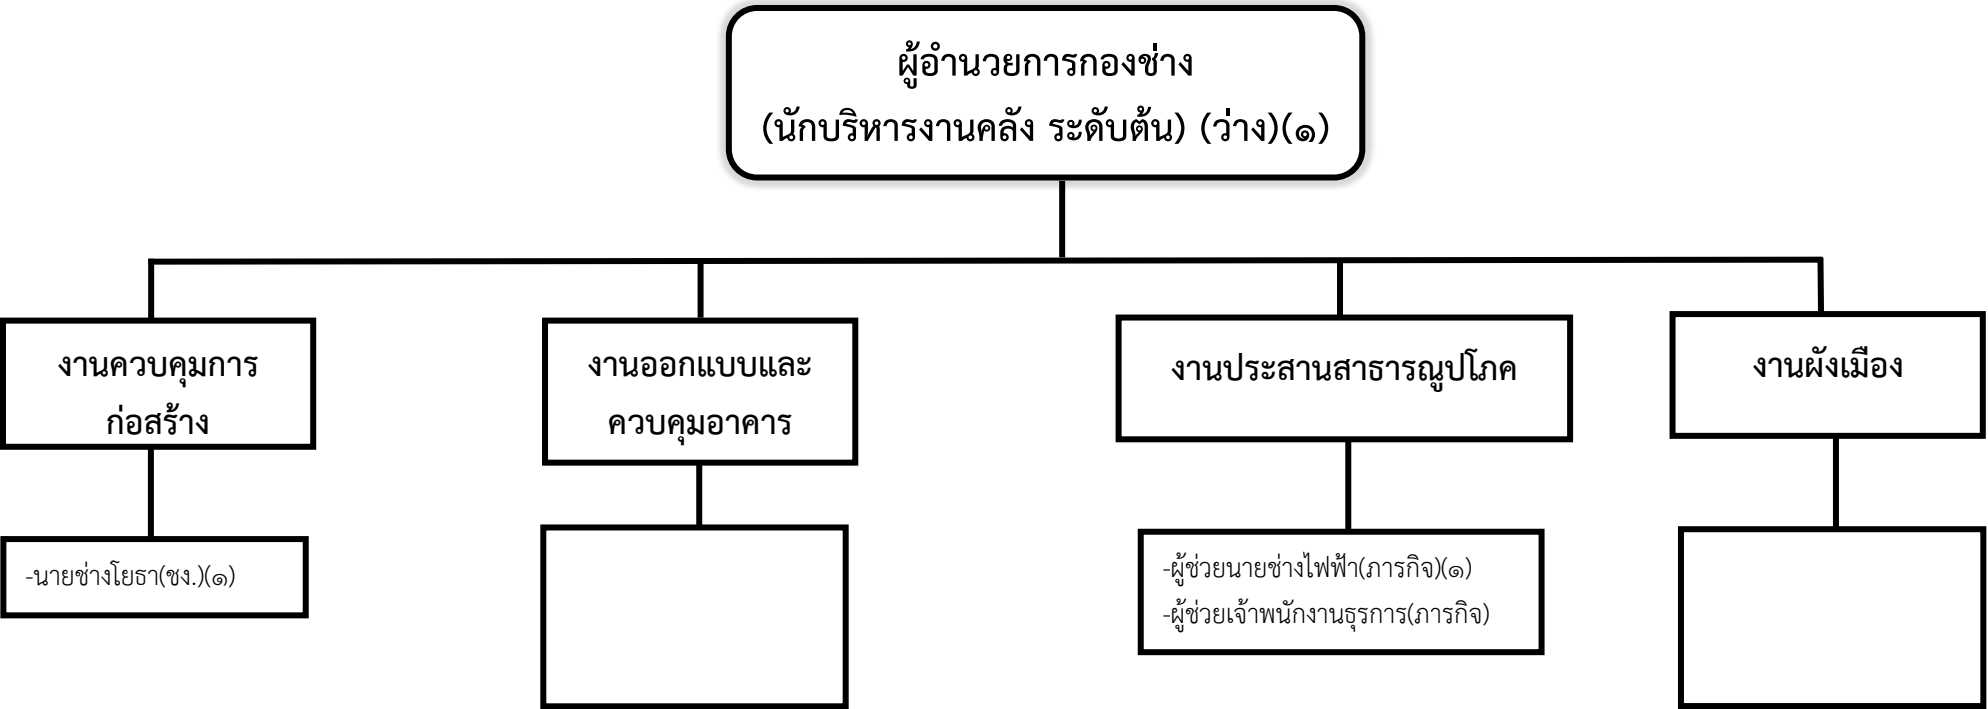 ผู้อำนวยการกองช่าง
(นักบริหารงานคลัง ระดับต้น) (ว่าง)(๑)
งานควบคุมการ
ก่อสร้าง
งานออกแบบและ
ควบคุมอาคาร
งานประสานสาธารณูปโภค
งานผังเมือง
-นายช่างโยธา(ชง.)(๑)
-ผู้ช่วยนายช่างไฟฟ้า(ภารกิจ)(๑)
-ผู้ช่วยเจ้าพนักงานธุรการ(ภารกิจ)